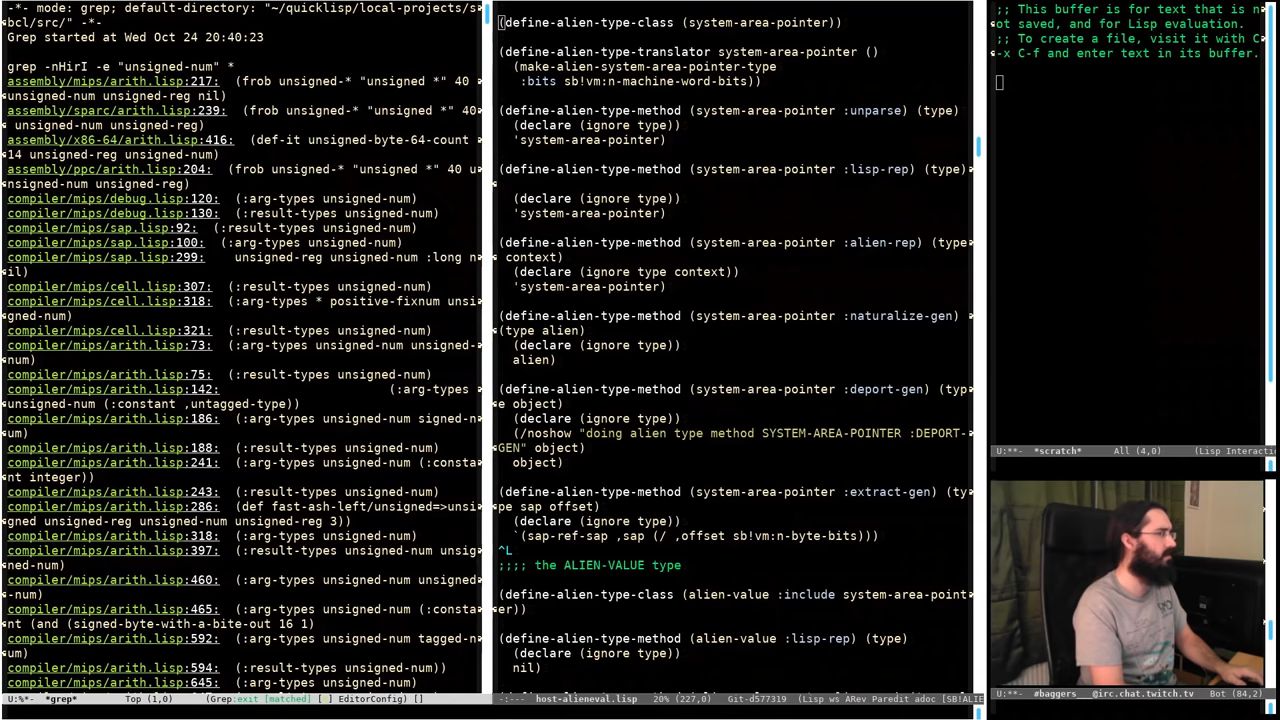 -*- mode: grep; default-directory: "~/quicklisp/local-projects/s
bcl/src/" -*-
Grep started at Wed Oct 24 20:40:23
grep -nHirI -e "unsigned-num" *
assembly/mips/arith.lisp:217:  (frob unsigned-* "unsigned *" 40
unsigned-num unsigned-reg nil)
assembly/sparc/arith.lisp:239:  (frob unsigned-* "unsigned *" 40
unsigned-num unsigned-reg)
assembly/x86-64/arith.lisp:416:  (def-it unsigned-byte-64-count
14 unsigned-reg unsigned-num)
assembly/ppc/arith.lisp:204:  (frob unsigned-* "unsigned *" 40 u
nsigned-num unsigned-reg)
compiler/mips/debug.lisp:120:  (:arg-types unsigned-num)
compiler/mips/debug.lisp:130:  (:result-types unsigned-num)
compiler/mips/sap.lisp:92:  (:result-types unsigned-num)
compiler/mips/sap.lisp:100:  (:arg-types unsigned-num)
compiler/mips/sap.lisp:299:    unsigned-reg unsigned-num :long n
il)
compiler/mips/cell.lisp:307:  (:result-types unsigned-num)
compiler/mips/cell.lisp:318:  (:arg-types * positive-fixnum unsi
gned-num)
compiler/mips/cell.lisp:321:  (:result-types unsigned-num)
compiler/mips/arith.lisp:73:  (:arg-types unsigned-num unsigned-
num)
compiler/mips/arith.lisp:75:  (:result-types unsigned-num)
compiler/mips/arith.lisp:142:                        (:arg-types
unsigned-num (:constant ,untagged-type))
compiler/mips/arith.lisp:186:  (:arg-types unsigned-num signed-n
um)
compiler/mips/arith.lisp:188:  (:result-types unsigned-num)
compiler/mips/arith.lisp:241:  (:arg-types unsigned-num (:consta
nt integer))
compiler/mips/arith.lisp:243:  (:result-types unsigned-num)
compiler/mips/arith.lisp:286:  (def fast-ash-left/unsigned=>unsi
gned unsigned-reg unsigned-num unsigned-reg 3))
compiler/mips/arith.lisp:318:  (:arg-types unsigned-num)
compiler/mips/arith.lisp:397:  (:result-types unsigned-num unsig
ned-num)
compiler/mips/arith.lisp:460:  (:arg-types unsigned-num unsigned
-num)
compiler/mips/arith.lisp:465:  (:arg-types unsigned-num (:consta
nt (and (signed-byte-with-a-bite-out 16 1)
compiler/mips/arith.lisp:592:  (:arg-types unsigned-num tagged-n
um)
compiler/mips/arith.lisp:594:  (:result-types unsigned-num))
compiler/mips/arith.lisp:645:  (:arg-types unsigned-num)
U:%*-  *grep*  Top (1,0)  (Grep:exit [matched] EditorConfig) []
(define-alien-type-class (system-area-pointer))
(define-alien-type-translator system-area-pointer ()
  (make-alien-system-area-pointer-type
   :bits sb!vm:n-machine-word-bits))
(define-alien-type-method (system-area-pointer :unparse) (type)
  (declare (ignore type))
  'system-area-pointer)
(define-alien-type-method (system-area-pointer :lisp-rep) (type)
  (declare (ignore type))
  'system-area-pointer)
(define-alien-type-method (system-area-pointer :alien-rep) (type
context)
  (declare (ignore type context))
  'system-area-pointer)
(define-alien-type-method (system-area-pointer :naturalize-gen)
(type alien)
  (declare (ignore type))
  alien)
(define-alien-type-method (system-area-pointer :deport-gen) (typ
e object)
  (declare (ignore type))
  (/noshow "doing alien type method SYSTEM-AREA-POINTER :DEPORT-
GEN" object)
  object)
(define-alien-type-method (system-area-pointer :extract-gen) (ty
pe sap offset)
  (declare (ignore type))
  `(sap-ref-sap ,sap (/ ,offset sb!vm:n-byte-bits)))
^L
;;;; the ALIEN-VALUE type
(define-alien-type-class (alien-value :include system-area-point
er))
(define-alien-type-method (alien-value :lisp-rep) (type)
  (declare (ignore type))
  nil)
-:---  host-alieneval.lisp  20% (227,0)  Git-d577319  (Lisp ws ARev Paredit adoc [SB!ALIE
;; This buffer is for text that is n
ot saved, and for Lisp evaluation.
;; To create a file, visit it with C
-x C-f and enter text in its buffer.
U:**-  *scratch*  All (4,0)  (Lisp Interacti
U:**-  #baggers___@irc.chat.twitch.tv  Bot (84,2)